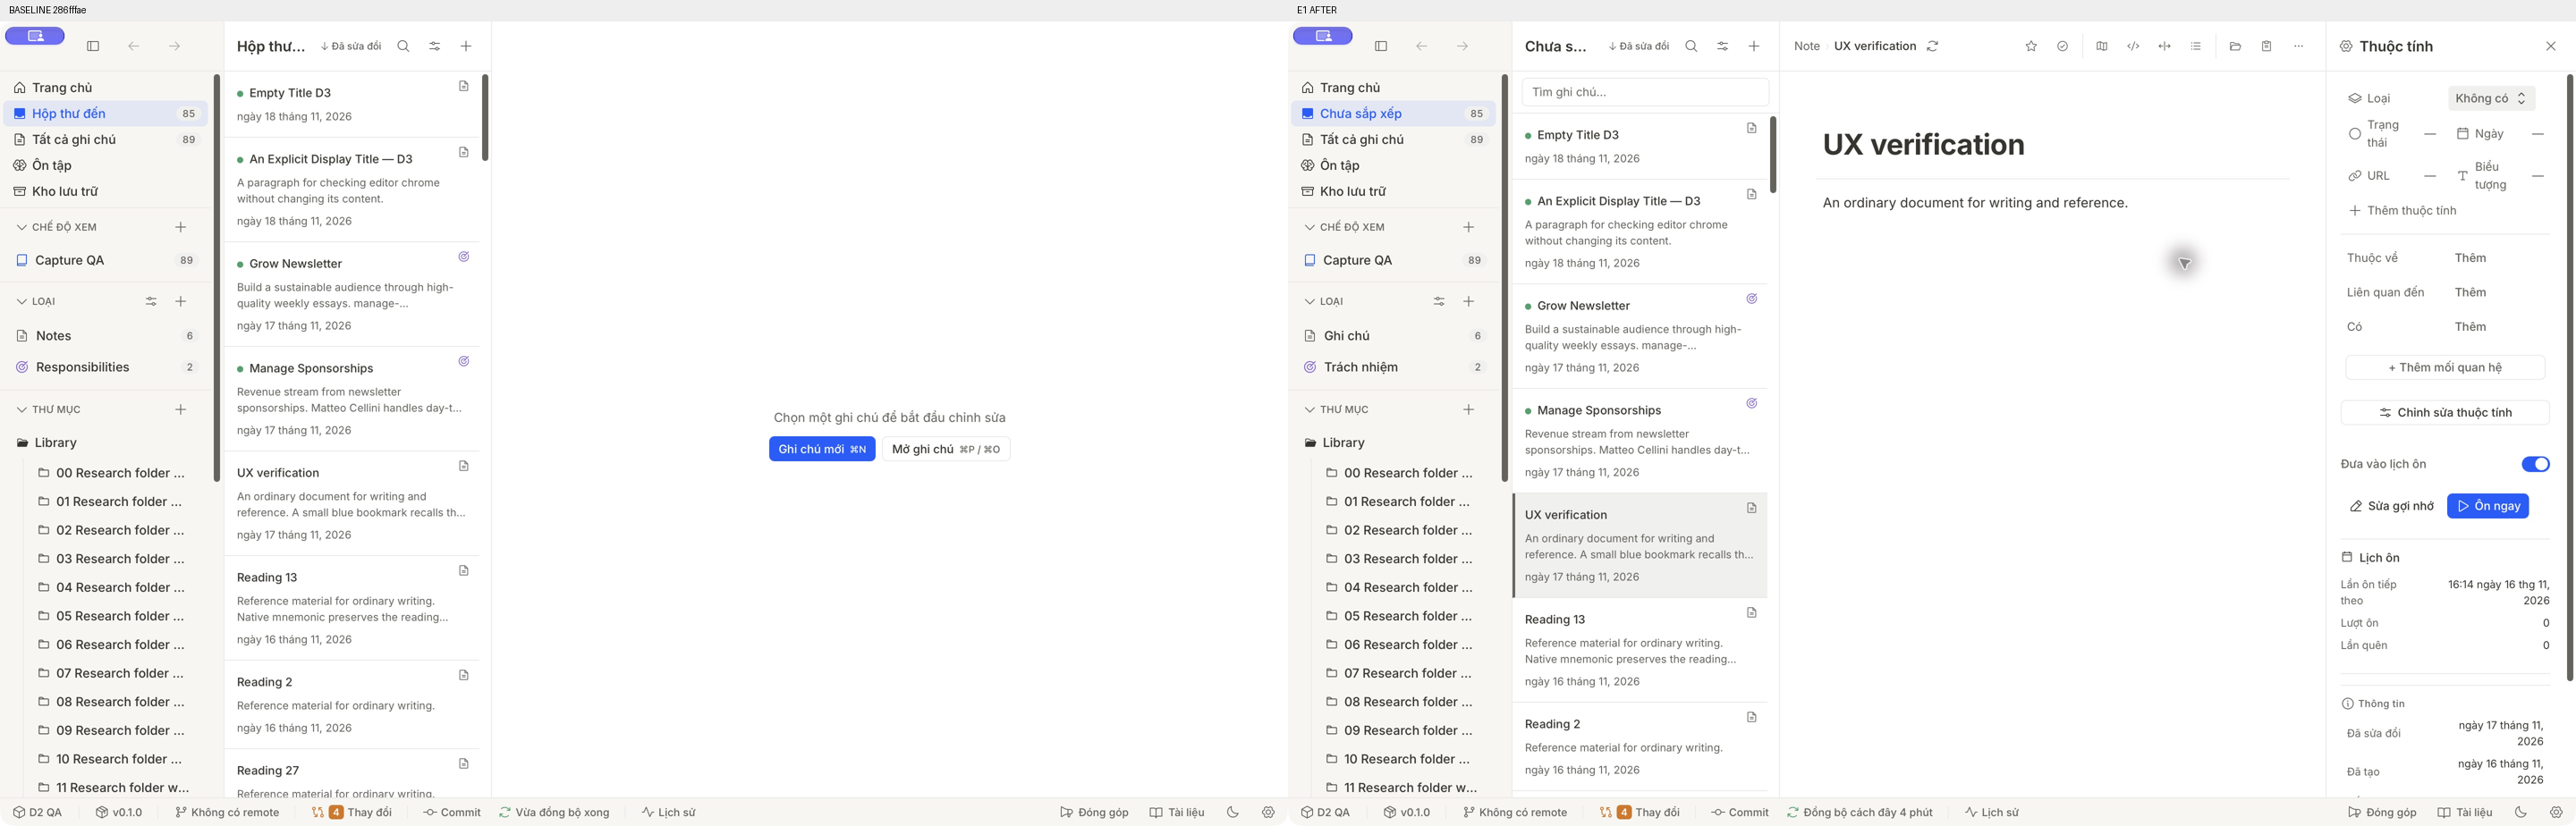 BASELINE 286fffae
Trang chủ
Hộp thư đến 85
Tất cả ghi chú 89
Ôn tập
Kho lưu trữ
CHẾ ĐỘ XEM
Capture QA 89
LOẠI
Notes 6
Responsibilities 2
THƯ MỤC
Library
00 Research folder ...
01 Research folder ...
02 Research folder ...
03 Research folder ...
04 Research folder ...
05 Research folder ...
06 Research folder ...
07 Research folder ...
08 Research folder ...
09 Research folder ...
10 Research folder ...
11 Research folder w...
Hộp thư... Đã sửa đổi
Empty Title D3
ngày 18 tháng 11, 2026
An Explicit Display Title — D3
A paragraph for checking editor chrome
without changing its content.
ngày 18 tháng 11, 2026
Grow Newsletter
Build a sustainable audience through high-
quality weekly essays. manage-...
ngày 17 tháng 11, 2026
Manage Sponsorships
Revenue stream from newsletter
sponsorships. Matteo Cellini handles day-t...
ngày 17 tháng 11, 2026
UX verification
An ordinary document for writing and
reference. A small blue bookmark recalls th...
ngày 17 tháng 11, 2026
Reading 13
Reference material for ordinary writing.
Native mnemonic preserves the reading...
ngày 16 tháng 11, 2026
Reading 2
Reference material for ordinary writing.
ngày 16 tháng 11, 2026
Reading 27
Reference material for ordinary writing.
Chọn một ghi chú để bắt đầu chỉnh sửa
Ghi chú mới ⌘N Mở ghi chú ⌘P / ⌘O
D2 QA v0.1.0 Không có remote 4 Thay đổi Commit Vừa đồng bộ xong Lịch sử Đóng góp Tài liệu
E1 AFTER
Trang chủ
Chưa sắp xếp 85
Tất cả ghi chú 89
Ôn tập
Kho lưu trữ
CHẾ ĐỘ XEM
Capture QA 89
LOẠI
Ghi chú 6
Trách nhiệm 2
THƯ MỤC
Library
00 Research folder ...
01 Research folder ...
02 Research folder ...
03 Research folder ...
04 Research folder ...
05 Research folder ...
06 Research folder ...
07 Research folder ...
08 Research folder ...
09 Research folder ...
10 Research folder ...
11 Research folder w...
Chưa s... Đã sửa đổi
Tìm ghi chú...
Empty Title D3
ngày 18 tháng 11, 2026
An Explicit Display Title — D3
A paragraph for checking editor chrome
without changing its content.
ngày 18 tháng 11, 2026
Grow Newsletter
Build a sustainable audience through high-
quality weekly essays. manage-...
ngày 17 tháng 11, 2026
Manage Sponsorships
Revenue stream from newsletter
sponsorships. Matteo Cellini handles day-t...
ngày 17 tháng 11, 2026
UX verification
An ordinary document for writing and
reference. A small blue bookmark recalls th...
ngày 17 tháng 11, 2026
Reading 13
Reference material for ordinary writing.
Native mnemonic preserves the reading...
ngày 16 tháng 11, 2026
Reading 2
Reference material for ordinary writing.
ngày 16 tháng 11, 2026
Note UX verification
UX verification
An ordinary document for writing and reference.
Thuộc tính
Loại Không có
Trạng thái — Ngày —
URL — Biểu tượng —
Thêm thuộc tính
Thuộc về Thêm
Liên quan đến Thêm
Có Thêm
+ Thêm mối quan hệ
Chỉnh sửa thuộc tính
Đưa vào lịch ôn
Sửa gợi nhớ Ôn ngay
Lịch ôn
Lần ôn tiếp theo 16:14 ngày 16 thg 11, 2026
Lượt ôn 0
Lần quên 0
Thông tin
Đã sửa đổi ngày 17 tháng 11, 2026
Đã tạo ngày 16 tháng 11, 2026
D2 QA v0.1.0 Không có remote 4 Thay đổi Commit Đồng bộ cách đây 4 phút Lịch sử Đóng góp Tài liệu